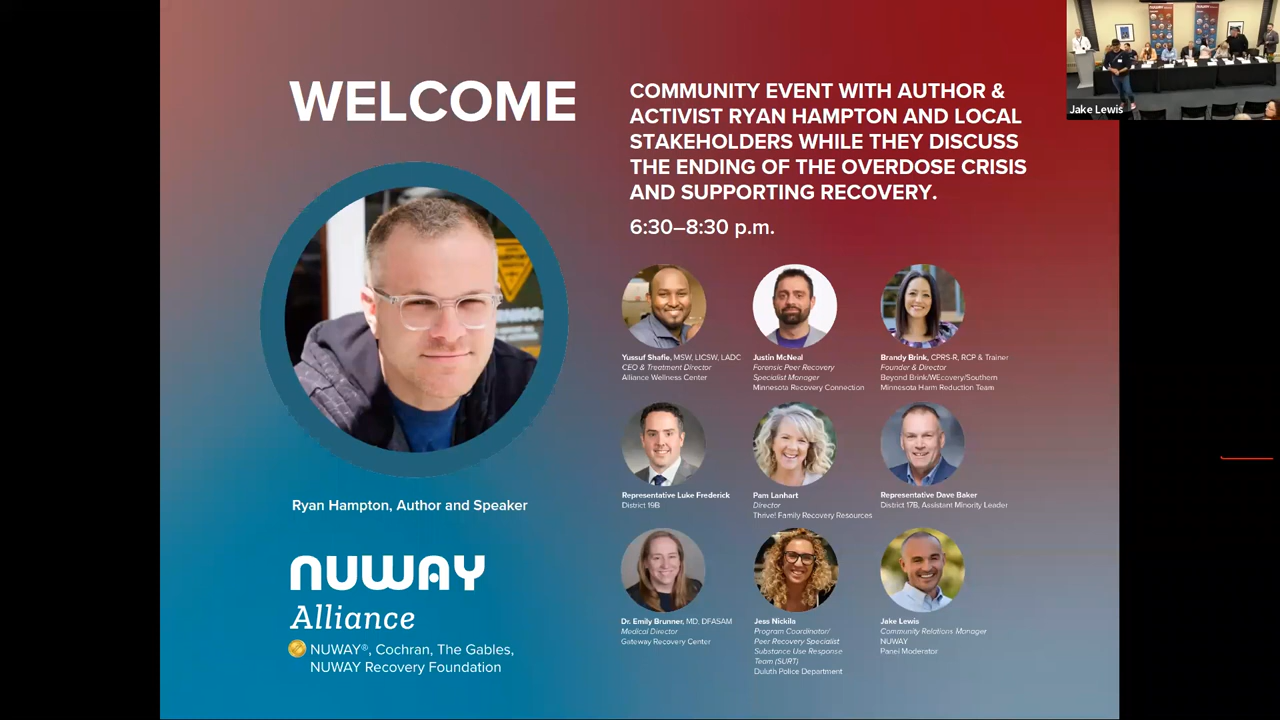 WELCOME
COMMUNITY EVENT WITH AUTHOR &
ACTIVIST RYAN HAMPTON AND LOCAL
STAKEHOLDERS WHILE THEY DISCUSS
THE ENDING OF THE OVERDOSE CRISIS
AND SUPPORTING RECOVERY.
6:30–8:30 p.m.
Ryan Hampton, Author and Speaker
NUWAY
Alliance
NUWAY®, Cochran, The Gables,
NUWAY Recovery Foundation
Yussuf Shafie, MSW, LICSW, LADC
CEO & Treatment Director
Alliance Wellness Center
Justin McNeal
Forensic Peer Recovery
Specialist Manager
Minnesota Recovery Connection
Brandy Brink, CPRS-R, RCP & Trainer
Founder & Director
Beyond Brink/WEcovery/Southern
Minnesota Harm Reduction Team
Representative Luke Frederick
District 19B
Pam Lanhart
Director
Thrive! Family Recovery Resources
Representative Dave Baker
District 17B, Assistant Minority Leader
Dr. Emily Brunner, MD, DFASAM
Medical Director
Gateway Recovery Center
Jess Nickila
Program Coordinator/
Peer Recovery Specialist
Substance Use Response
Team (SURT)
Duluth Police Department
Jake Lewis
Community Relations Manager
NUWAY
Panel Moderator
Jake Lewis